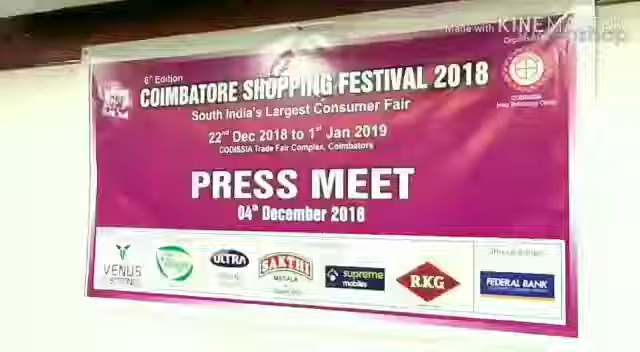 Made with KINEMASTER
6th Edition
COIMBATORE SHOPPING FESTIVAL 2018
South India's Largest Consumer Fair
22nd Dec 2018 to 1st Jan 2019
CODISSIA Trade Fair Complex, Coimbatore
PRESS MEET
04th December 2018
VENUS
ULTRA
SAKTHI
MASALA
supreme
mobiles
RKG
FEDERAL BANK